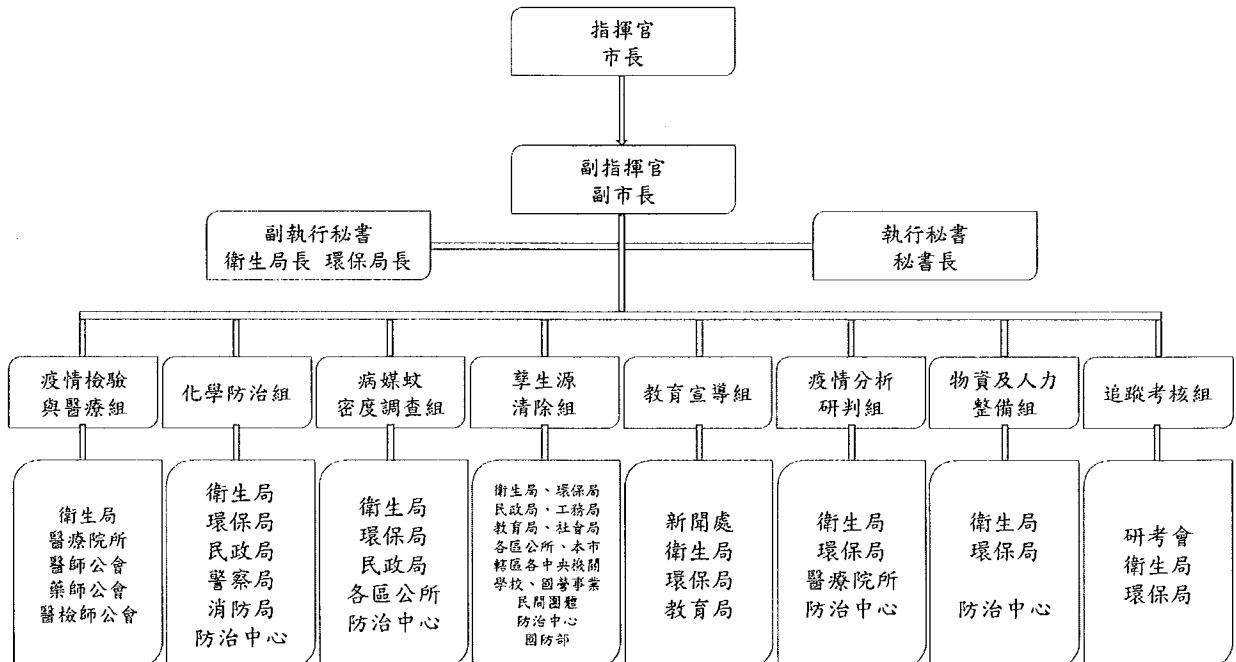 指揮官
市長
副指揮官
副市長
副執行秘書
衛生局長 環保局長
執行秘書
秘書長
疫情檢驗
與醫療組
化學防治組
病媒蚊
密度調查組
孳生源
清除組
教育宣導組
疫情分析
研判組
物資及人力
整備組
追蹤考核組
衛生局
醫療院所
醫師公會
藥師公會
醫檢師公會
衛生局
環保局
民政局
警察局
消防局
防治中心
衛生局
環保局
民政局
各區公所
防治中心
衛生局、環保局
民政局、工務局
教育局、社會局
各區公所、本市
轄區各中央機關
學校、國營事業
民間團體
防治中心
國防部
新聞處
衛生局
環保局
教育局
衛生局
環保局
醫療院所
防治中心
衛生局
環保局
防治中心
研考會
衛生局
環保局